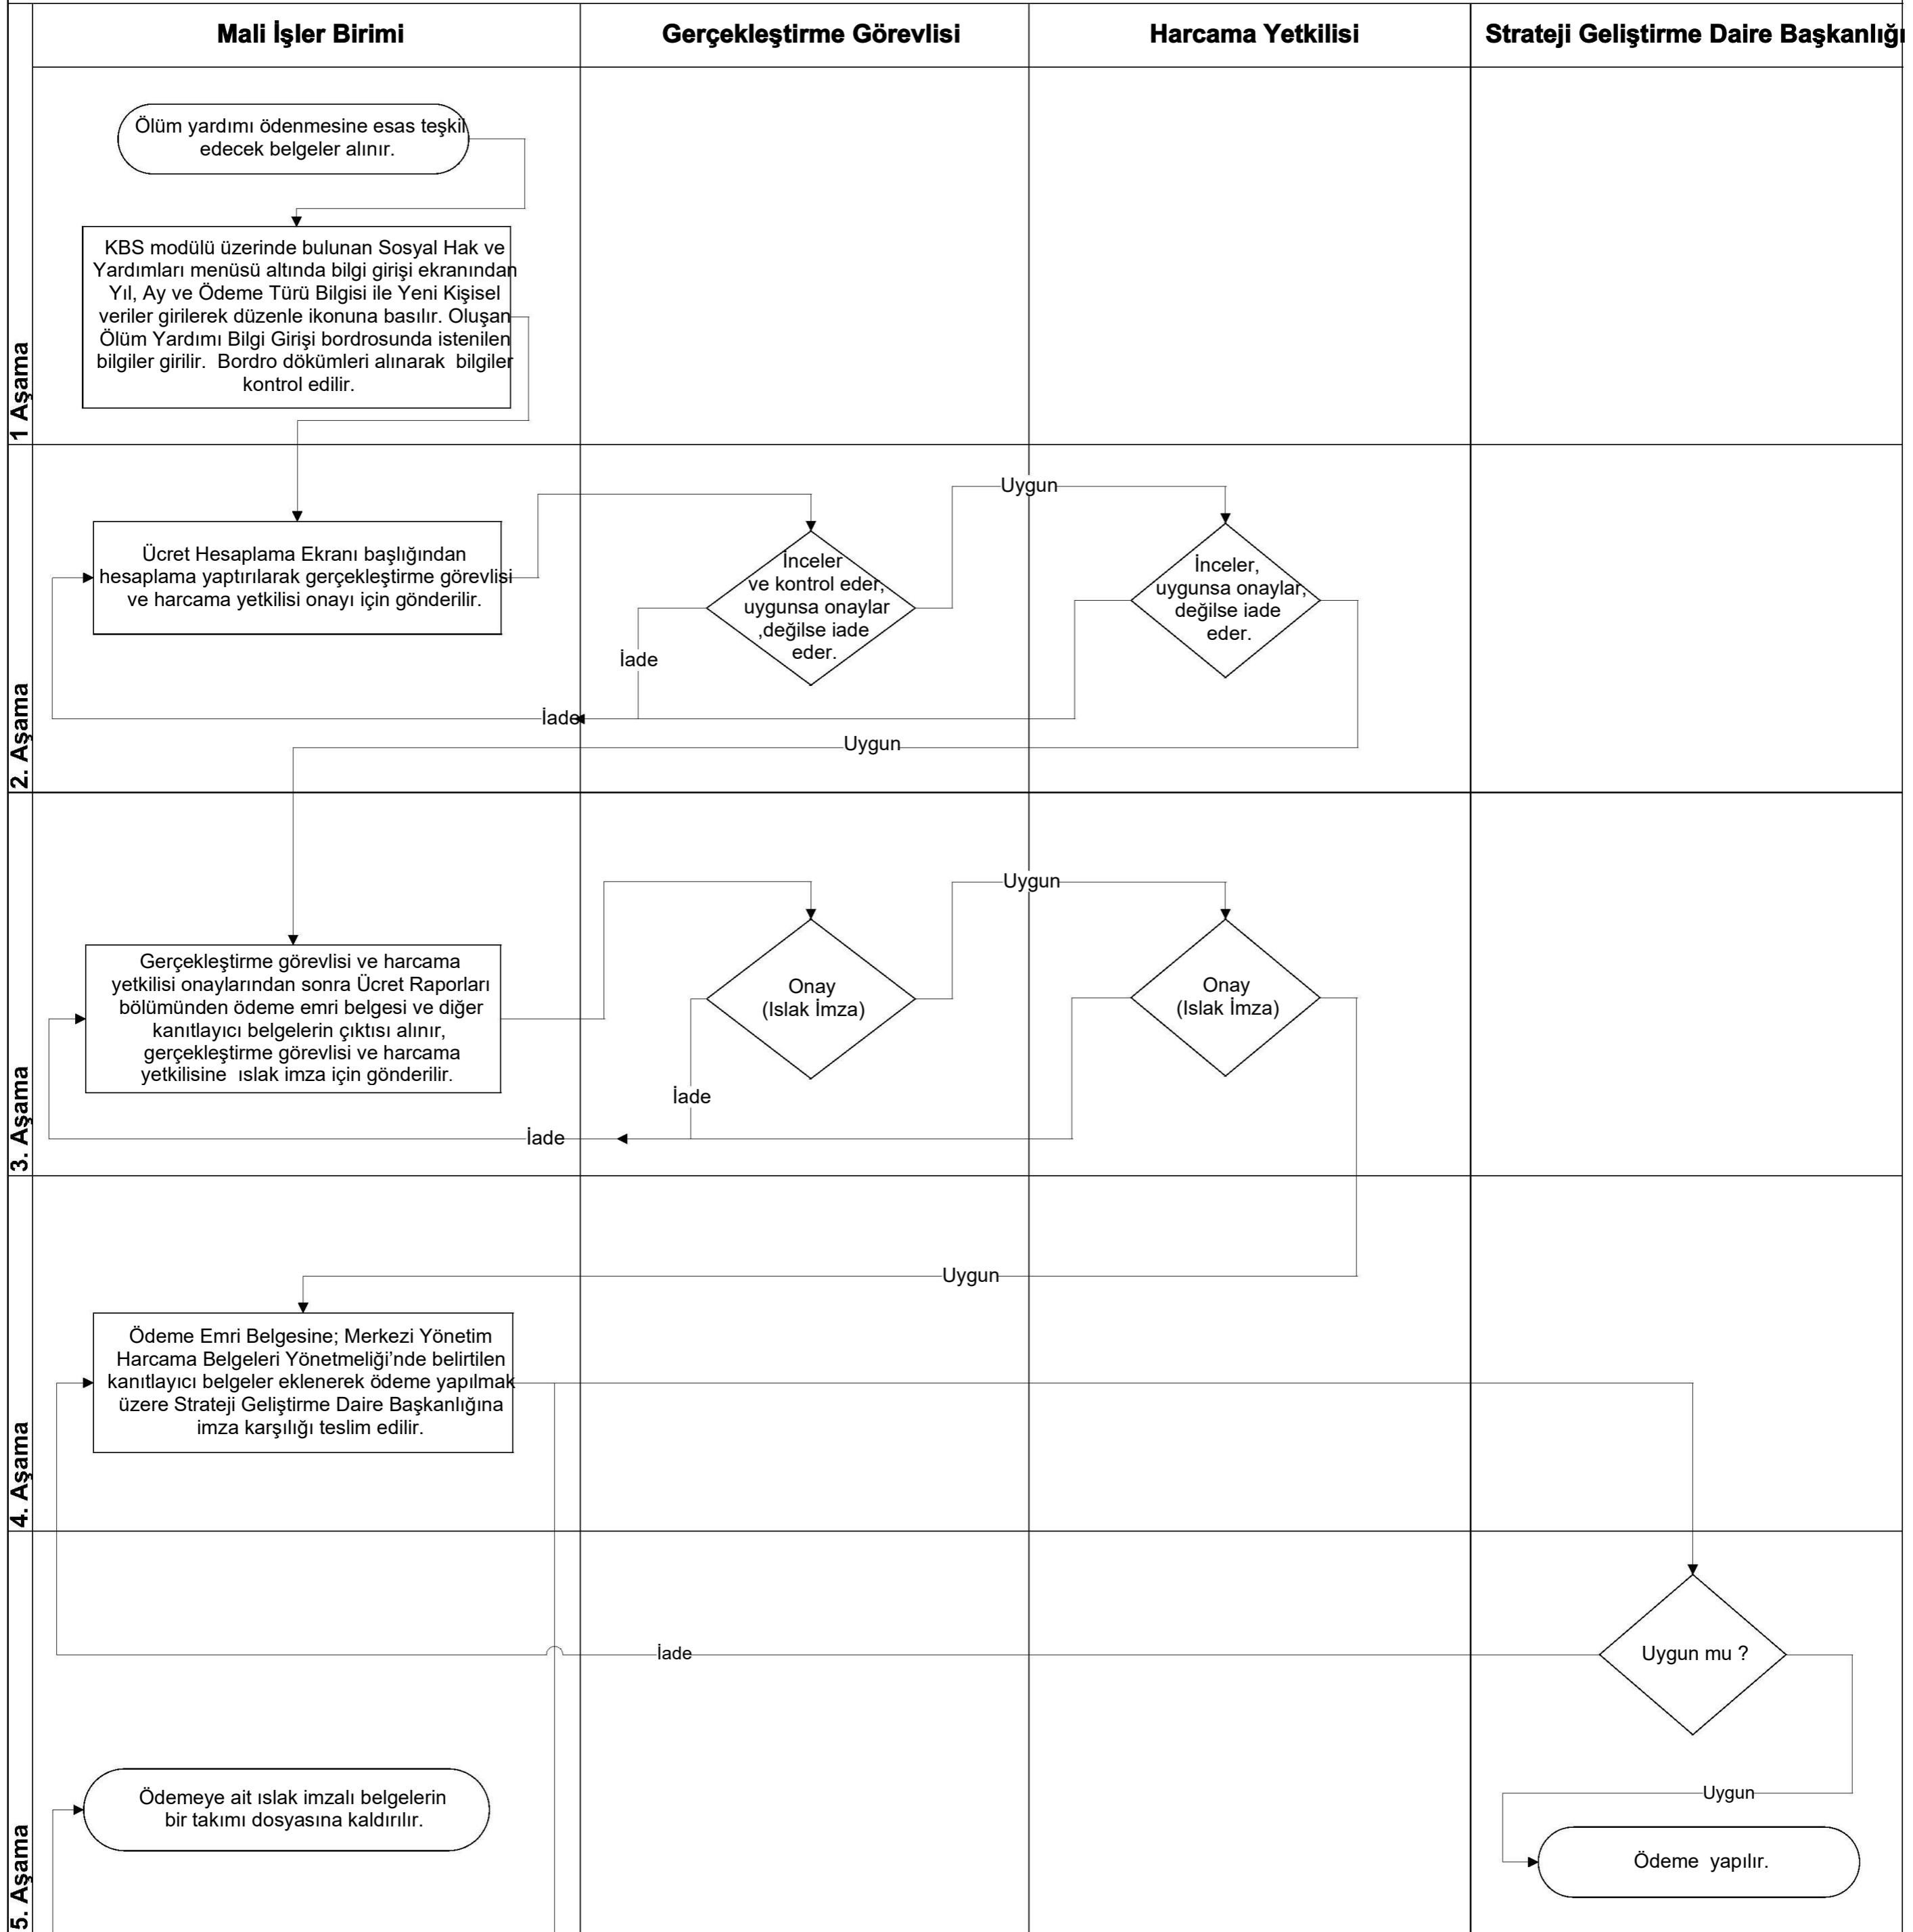 Mali İşler Birimi
Gerçekleştirme Görevlisi
Harcama Yetkilisi
Strateji Geliştirme Daire Başkanlığı
1 Aşama
Ölüm yardımı ödenmesine esas teşkil
edecek belgeler alınır.
KBS modülü üzerinde bulunan Sosyal Hak ve
Yardımları menüsü altında bilgi girişi ekranından
Yıl, Ay ve Ödeme Türü Bilgisi ile Yeni Kişisel
veriler girilerek düzenle ikonuna basılır. Oluşan
Ölüm Yardımı Bilgi Girişi bordrosunda istenilen
bilgiler girilir.  Bordro dökümleri alınarak  bilgiler
kontrol edilir.
2. Aşama
Ücret Hesaplama Ekranı başlığından
hesaplama yaptırılarak gerçekleştirme görevlisi
ve harcama yetkilisi onayı için gönderilir.
İnceler
ve kontrol eder,
uygunsa onaylar
,değilse iade
eder.
Uygun
İnceler,
uygunsa onaylar,
değilse iade
eder.
İade
İade
Uygun
3. Aşama
Gerçekleştirme görevlisi ve harcama
yetkilisi onaylarından sonra Ücret Raporları
bölümünden ödeme emri belgesi ve diğer
kanıtlayıcı belgelerin çıktısı alınır,
gerçekleştirme görevlisi ve harcama
yetkilisine  ıslak imza için gönderilir.
Onay
(Islak İmza)
Uygun
Onay
(Islak İmza)
İade
İade
Uygun
4. Aşama
Ödeme Emri Belgesine; Merkezi Yönetim
Harcama Belgeleri Yönetmeliği’nde belirtilen
kanıtlayıcı belgeler eklenerek ödeme yapılmak
üzere Strateji Geliştirme Daire Başkanlığına
imza karşılığı teslim edilir.
5. Aşama
İade
Uygun mu ?
Uygun
Ödemeye ait ıslak imzalı belgelerin
bir takımı dosyasına kaldırılır.
Ödeme  yapılır.